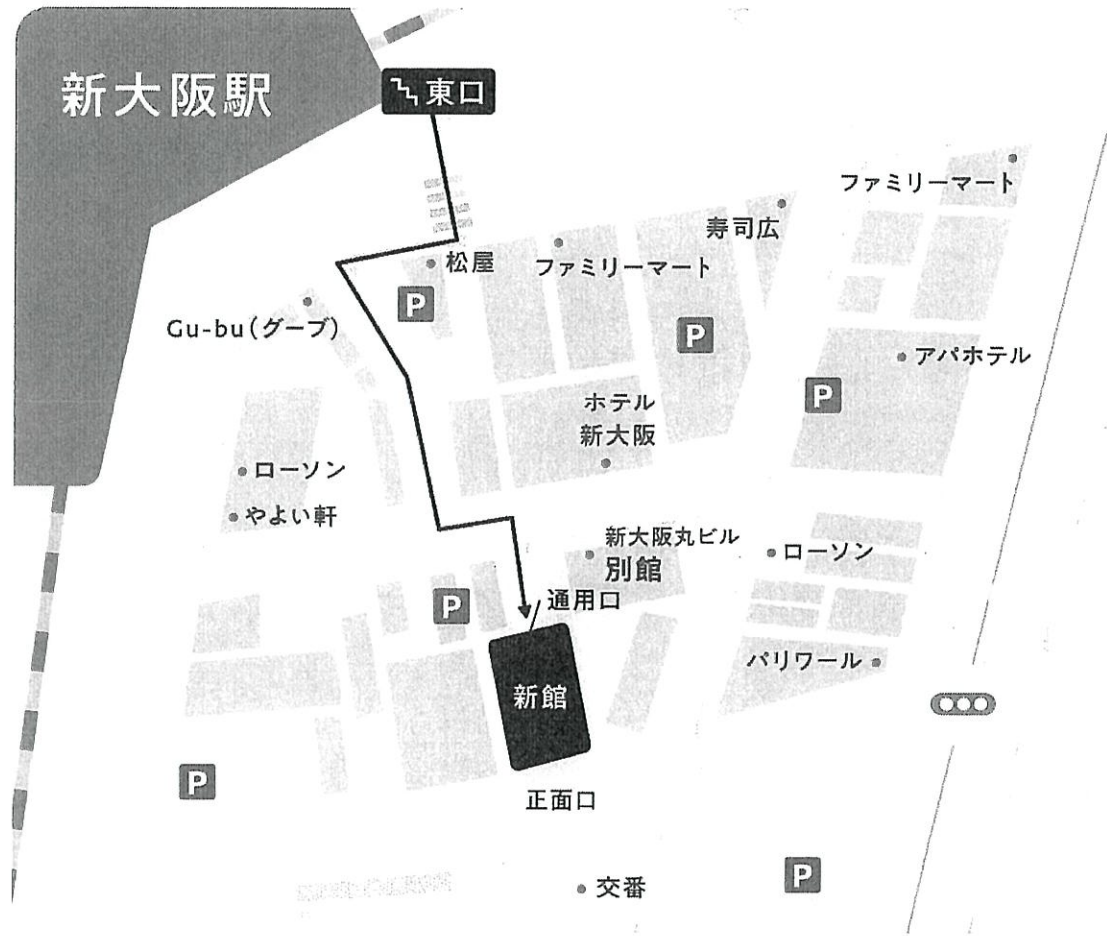 新大阪駅
東口
ファミリーマート
寿司広
松屋
ファミリーマート
P
Gu-bu(グーブ)
P
アパホテル
P
ホテル
新大阪
ローソン
やよい軒
新大阪丸ビル
別館
ローソン
通用口
P
パリワール
新館
P
正面口
P
交番